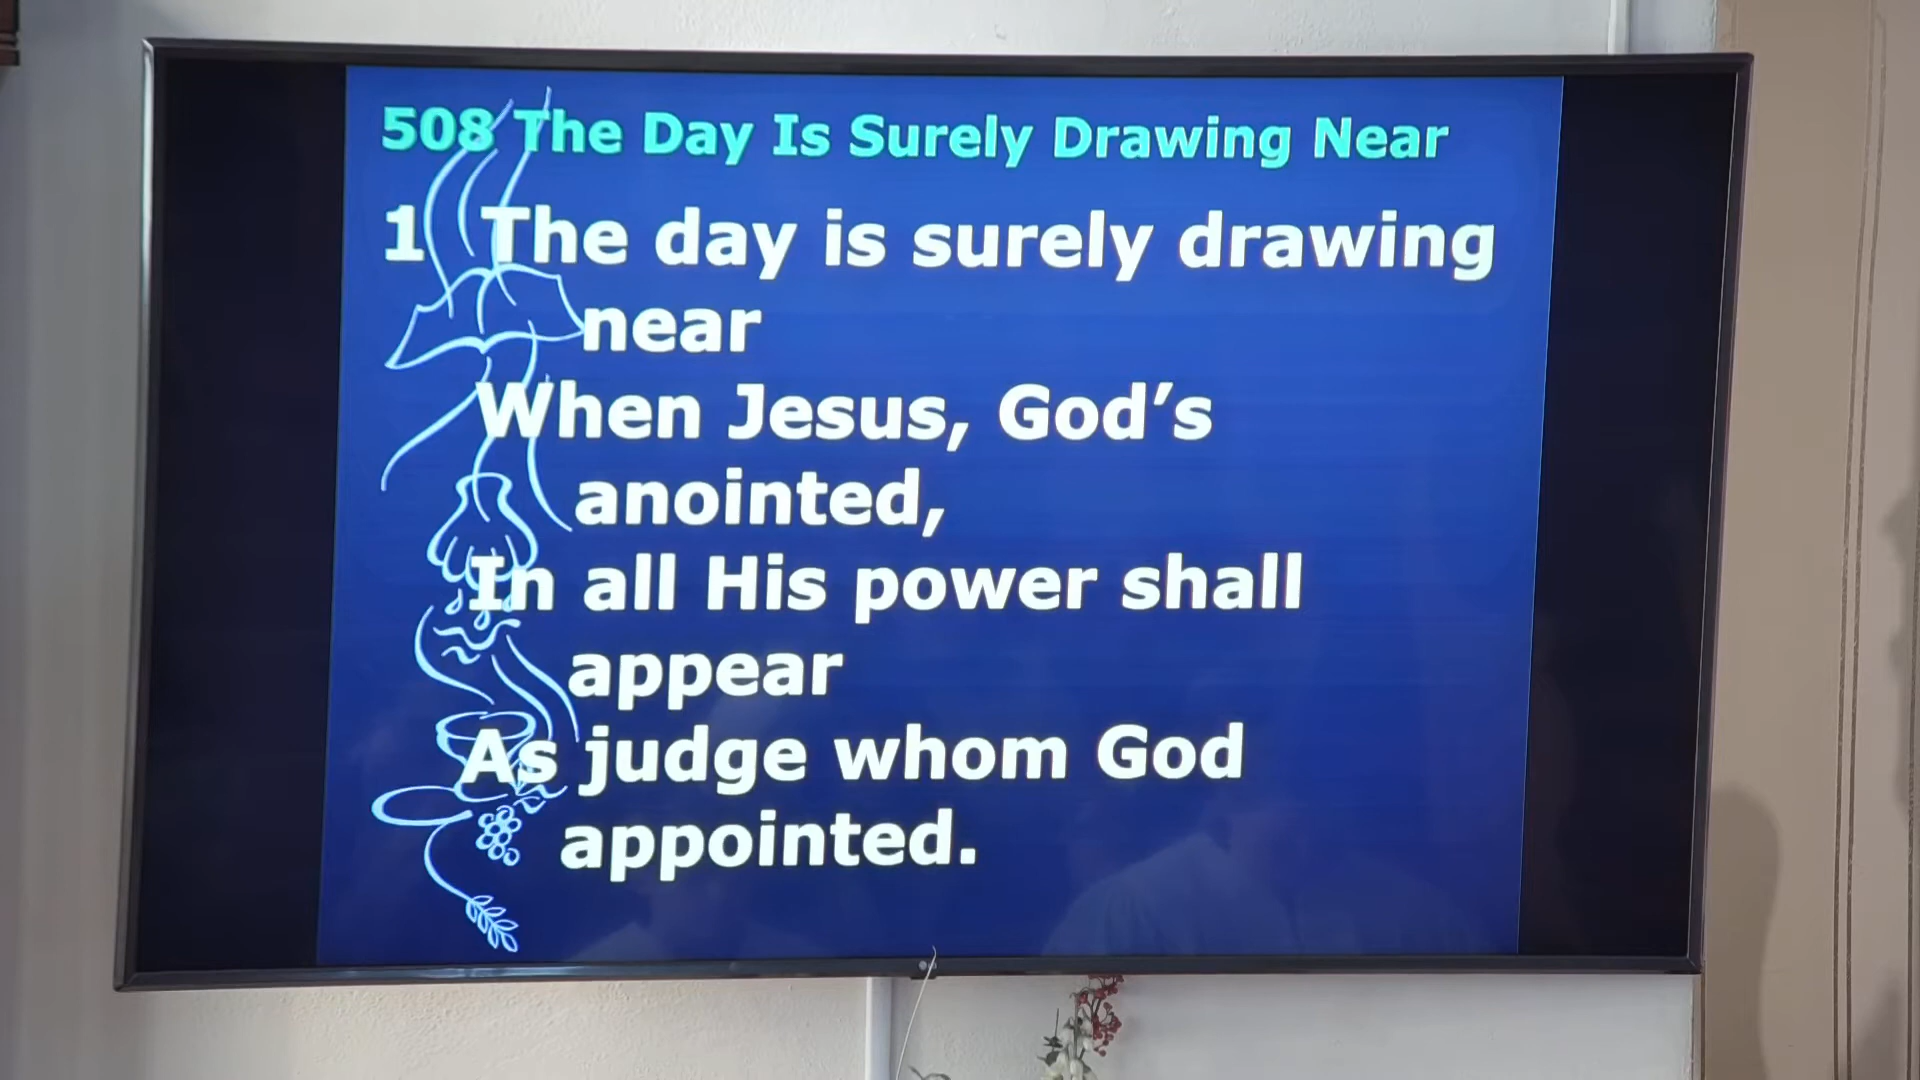 508 The Day Is Surely Drawing Near
1 The day is surely drawing
near
When Jesus, God’s
anointed,
In all His power shall
appear
As judge whom God
appointed.